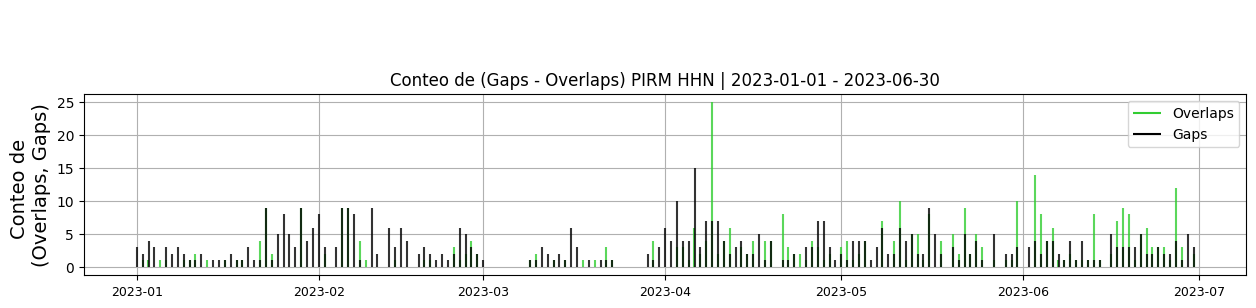 Conteo de (Gaps - Overlaps) PIRM HHN | 2023-01-01 - 2023-06-30
Conteo de
(Overlaps, Gaps)
25
20
15
10
5
0
Overlaps
Gaps
2023-01
2023-02
2023-03
2023-04
2023-05
2023-06
2023-07